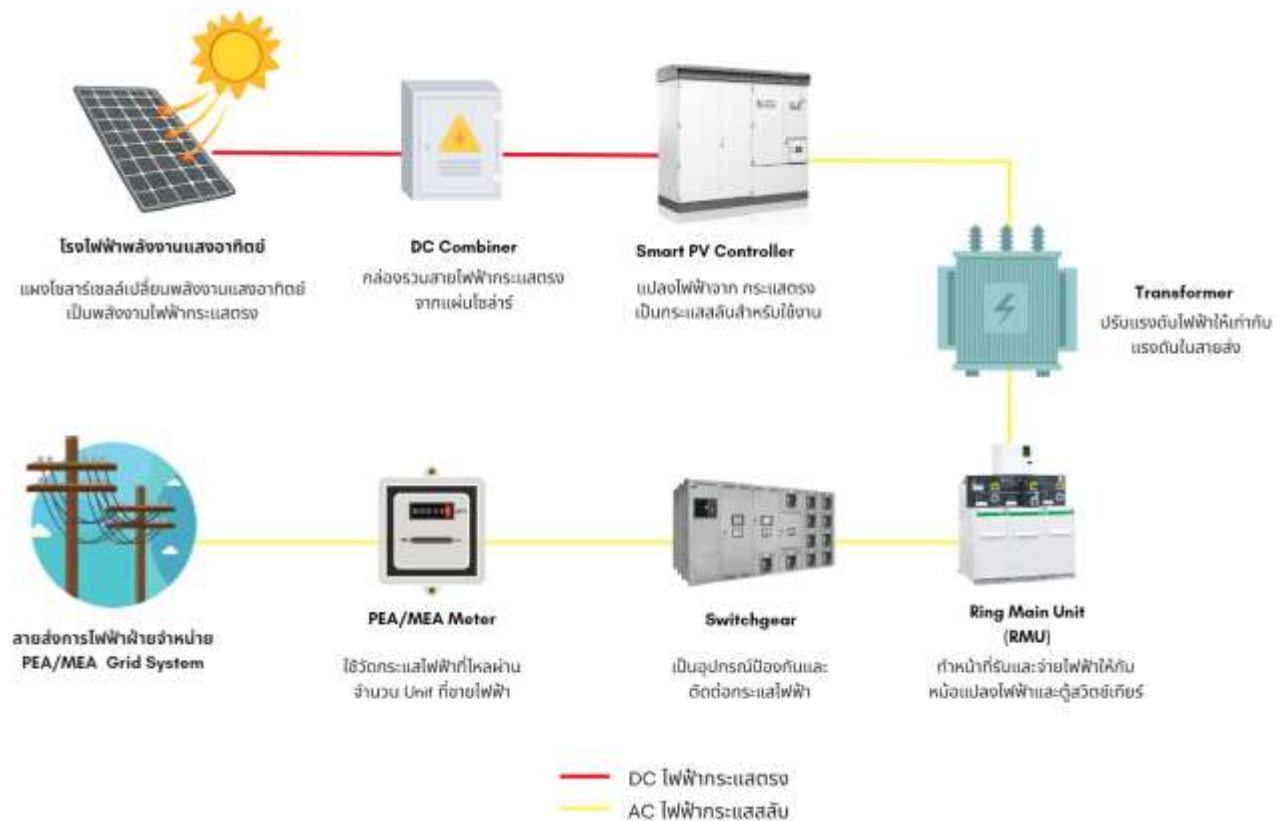 โรงไฟฟ้าพลังงานแสงอาทิตย์
แผงโซลาร์เซลล์เปลี่ยนพลังงานแสงอาทิตย์
เป็นพลังงานไฟฟ้ากระแสตรง
DC Combiner
กล่องรวมสายไฟฟ้ากระแสตรง
จากแผ่นโซล่าร์
Smart PV Controller
แปลงไฟฟ้าจาก กระแสตรง
เป็นกระแสสลับสำหรับใช้งาน
Transformer
ปรับแรงดันไฟฟ้าให้เท่ากับ
แรงดันในสายส่ง
สายส่งการไฟฟ้าฝ่ายจำหน่าย
PEA/MEA Grid System
PEA/MEA Meter
ใช้วัดกระแสไฟฟ้าที่ไหลผ่าน
จำนวน Unit ที่ขายไฟฟ้า
Switchgear
เป็นอุปกรณ์ป้องกันและ
ตัดต่อกระแสไฟฟ้า
Ring Main Unit
(RMU)
ทำหน้าที่รับและจ่ายไฟฟ้าให้กับ
หม้อแปลงไฟฟ้าและตู้สวิตช์เกียร์
DC ไฟฟ้ากระแสตรง
AC ไฟฟ้ากระแสสลับ